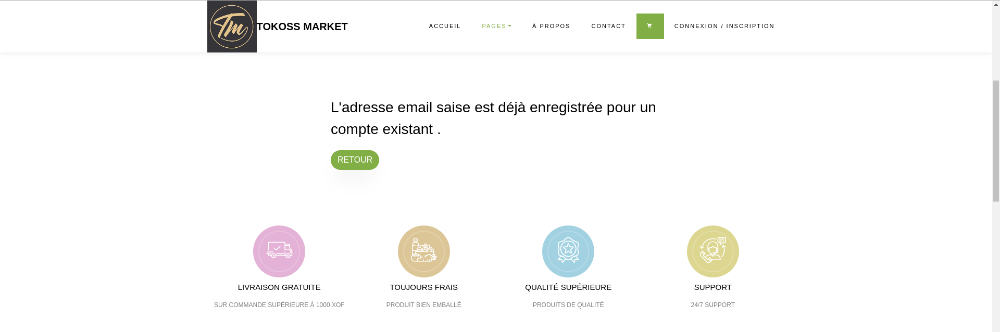 Tm
TOKOSS MARKET
ACCUEIL
PAGES
À PROPOS
CONTACT
CONNEXION / INSCRIPTION
L'adresse email saise est déjà enregistrée pour un
compte existant .
RETOUR
LIVRAISON GRATUITE
TOUJOURS FRAIS
QUALITÉ SUPÉRIEURE
SUPPORT
SUR COMMANDE SUPÉRIEURE À 1000 XOF
PRODUIT BIEN EMBALLÉ
PRODUITS DE QUALITÉ
24/7 SUPPORT